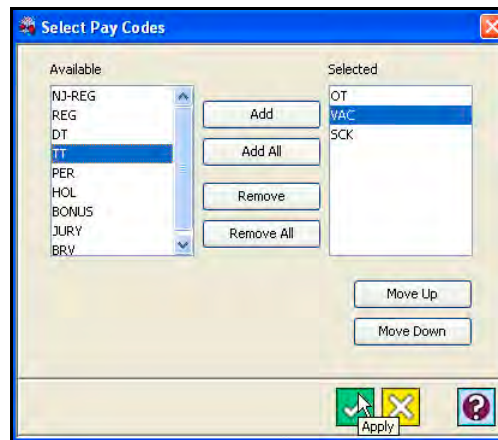 Select Pay Codes
Available
NJ-REG
REG
DT
TT
PER
HOL
BONUS
JURY
BRV
Add
Add All
Remove
Remove All
Selected
OT
VAC
SCK
Move Up
Move Down
Apply